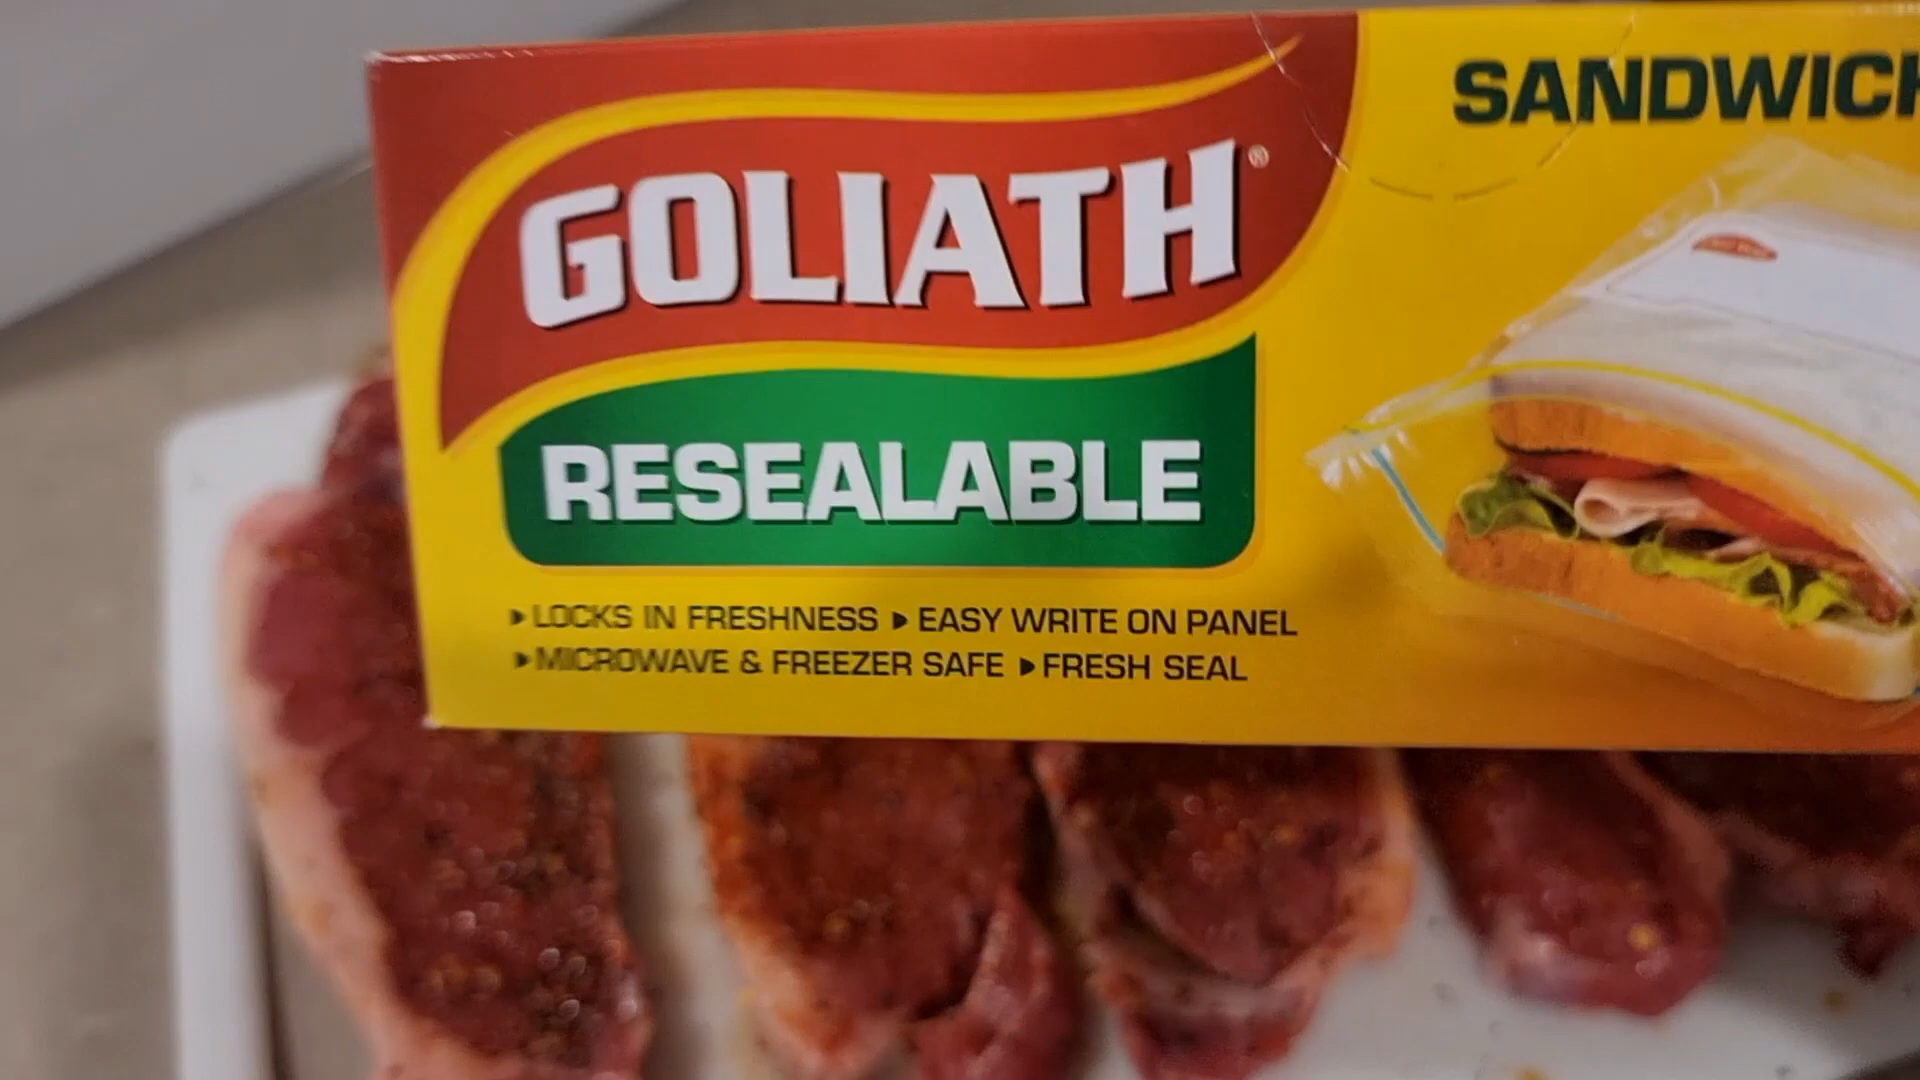 GOLIATH®
SANDWICH
RESEALABLE
▸ LOCKS IN FRESHNESS ▸ EASY WRITE ON PANEL
▸ MICROWAVE & FREEZER SAFE ▸ FRESH SEAL